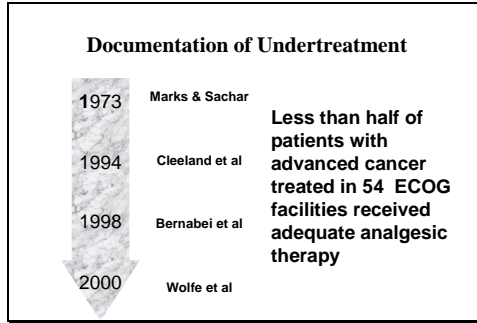 Documentation of Undertreatment
1973 Marks & Sachar
1994 Cleeland et al
1998 Bernabei et al
2000 Wolfe et al
Less than half of
patients with
advanced cancer
treated in 54 ECOG
facilities received
adequate analgesic
therapy